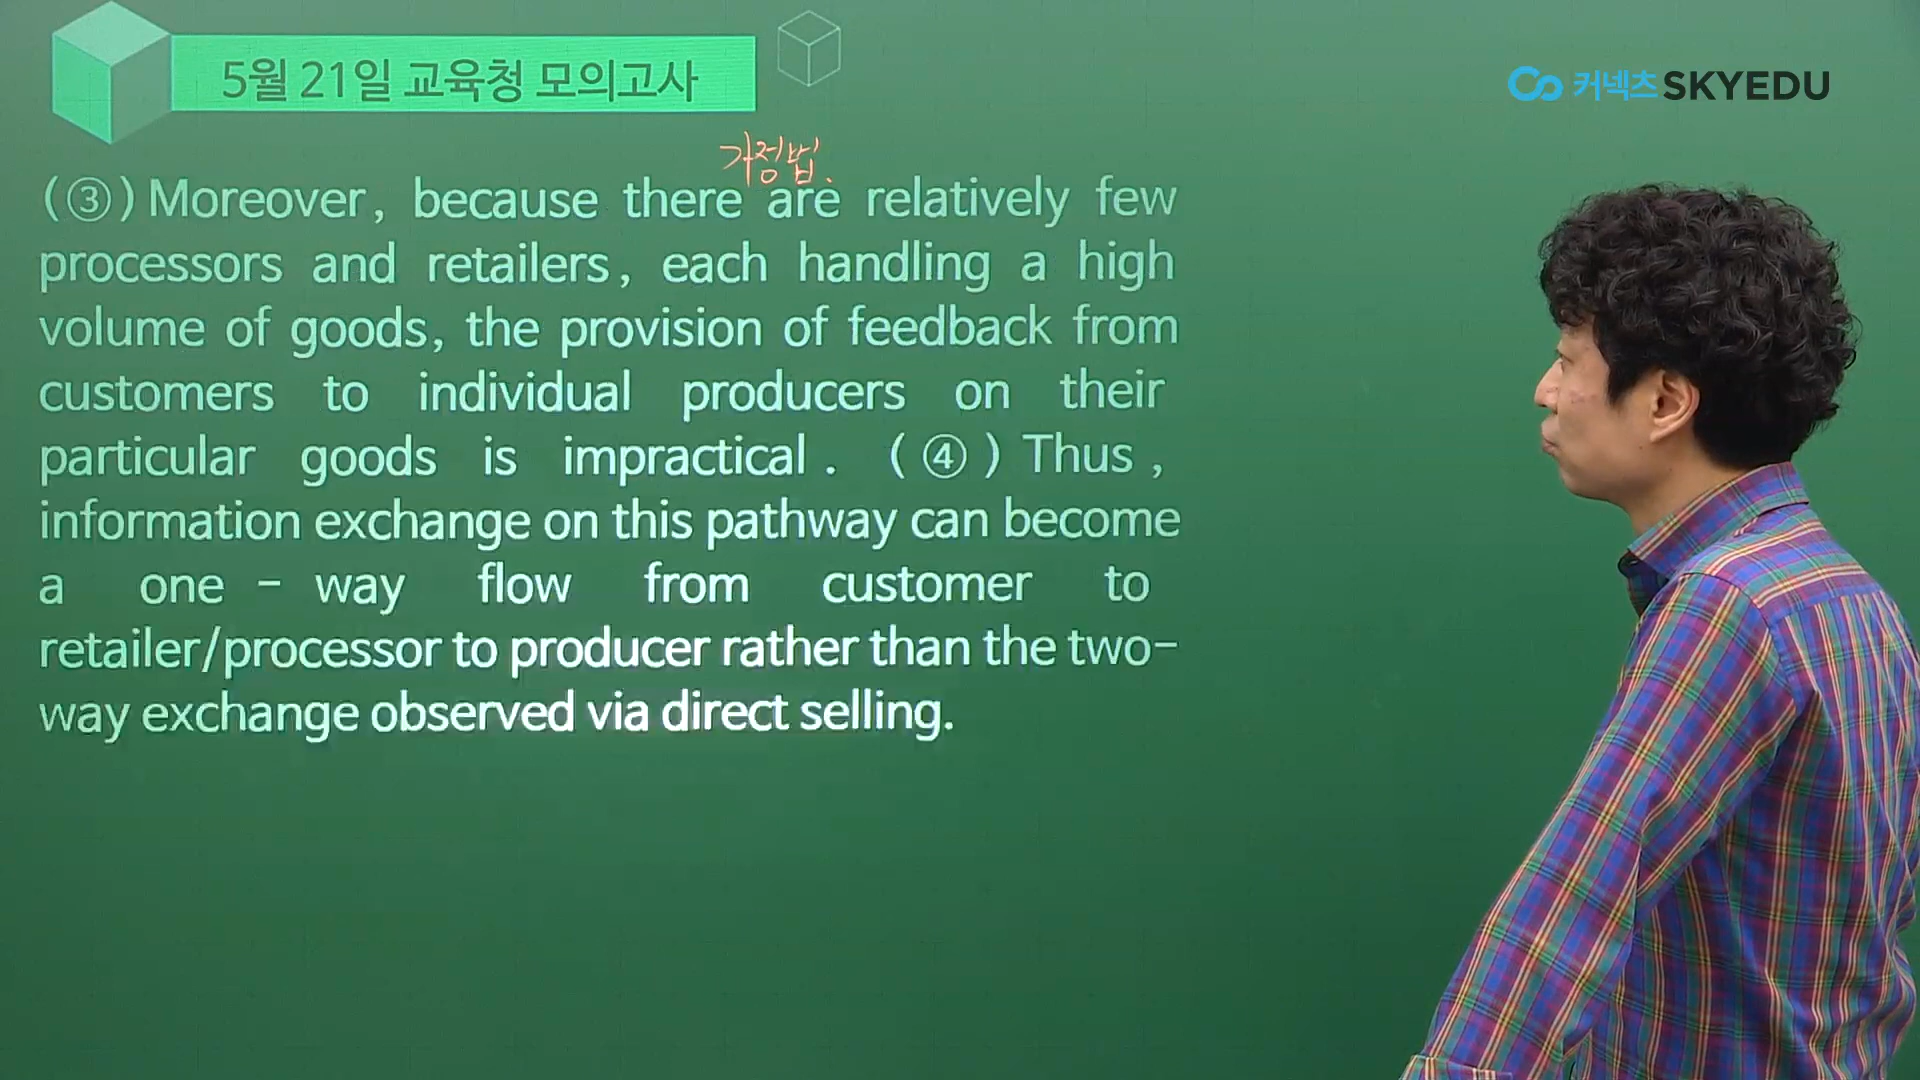 5월 21일 교육청 모의고사
커넥츠 SKYEDU
가정법.
(③) Moreover, because there are relatively few
processors and retailers, each handling a high
volume of goods, the provision of feedback from
customers to individual producers on their
particular goods is impractical. (④) Thus,
information exchange on this pathway can become
a one-way flow from customer to
retailer/processor to producer rather than the two-
way exchange observed via direct selling.